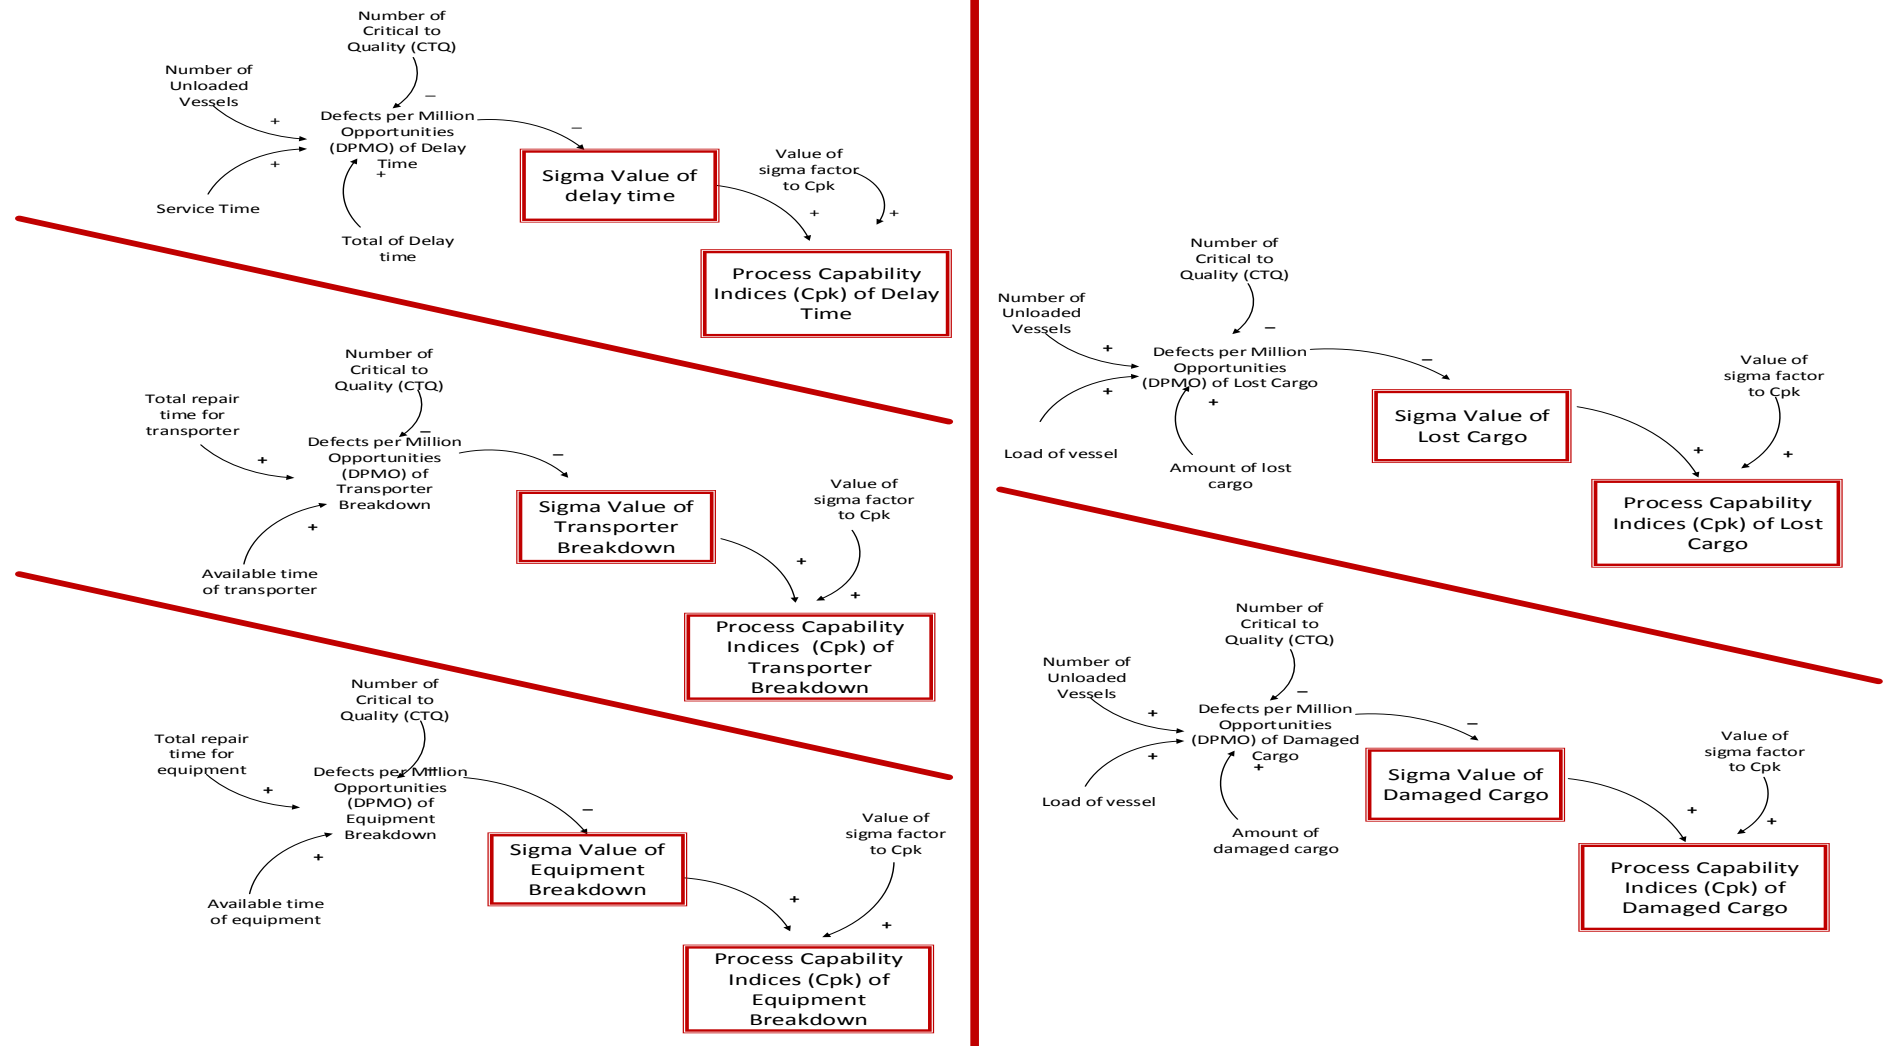 Number of
Critical to
Quality (CTQ)
Number of
Unloaded
Vessels
+
−
Defects per Million
Opportunities
(DPMO) of Delay
Time
+
+
Service Time
Total of Delay
time
−
Sigma Value of
delay time
Value of
sigma factor
to Cpk
+
+
Process Capability
Indices (Cpk) of Delay
Time
Number of
Critical to
Quality (CTQ)
Total repair
time for
transporter
+
−
Defects per Million
Opportunities
(DPMO) of
Transporter
Breakdown
+
Available time
of transporter
−
Sigma Value of
Transporter
Breakdown
Value of
sigma factor
to Cpk
+
+
Process Capability
Indices (Cpk) of
Transporter
Breakdown
Number of
Critical to
Quality (CTQ)
Total repair
time for
equipment
+
−
Defects per Million
Opportunities
(DPMO) of
Equipment
Breakdown
+
Available time
of equipment
−
Sigma Value of
Equipment
Breakdown
Value of
sigma factor
to Cpk
+
+
Process Capability
Indices (Cpk) of
Equipment
Breakdown
Number of
Critical to
Quality (CTQ)
Number of
Unloaded
Vessels
+
−
Defects per Million
Opportunities
(DPMO) of Lost Cargo
+
+
Load of vessel
Amount of lost
cargo
−
Sigma Value of
Lost Cargo
Value of
sigma factor
to Cpk
+
+
Process Capability
Indices (Cpk) of Lost
Cargo
Number of
Critical to
Quality (CTQ)
Number of
Unloaded
Vessels
+
−
Defects per Million
Opportunities
(DPMO) of Damaged
Cargo
+
+
Load of vessel
Amount of
damaged cargo
−
Sigma Value of
Damaged Cargo
Value of
sigma factor
to Cpk
+
+
Process Capability
Indices (Cpk) of
Damaged Cargo